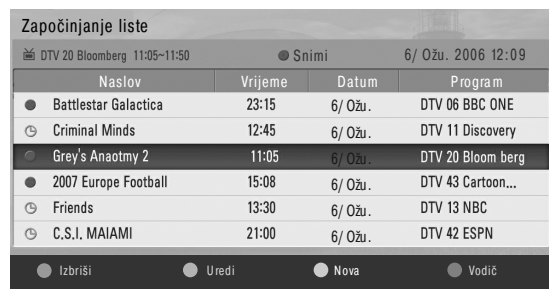 Započinjanje liste
DTV 20 Bloomberg 11:05~11:50 Snimi 6/ Ožu. 2006 12:09
Naslov Vrijeme Datum Program
Battlestar Galactica 23:15 6/ Ožu. DTV 06 BBC ONE
Criminal Minds 12:45 6/ Ožu. DTV 11 Discovery
Grey's Anaotmy 2 11:05 6/ Ožu. DTV 20 Bloom berg
2007 Europe Football 15:08 6/ Ožu. DTV 43 Cartoon...
Friends 13:30 6/ Ožu. DTV 13 NBC
C.S.I. MAIAMI 21:00 6/ Ožu. DTV 42 ESPN
Izbriši Uredi Nova Vodič